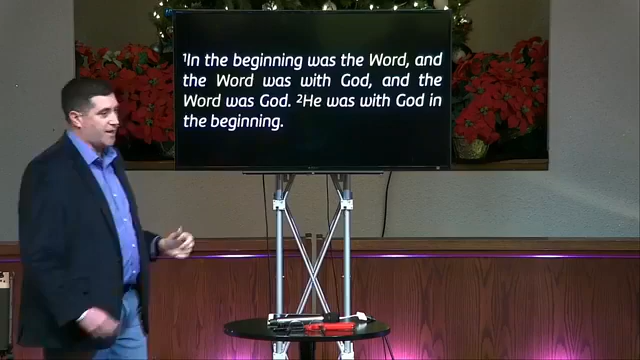 ¹In the beginning was the Word, and
the Word was with God, and the
Word was God. ²He was with God in
the beginning.